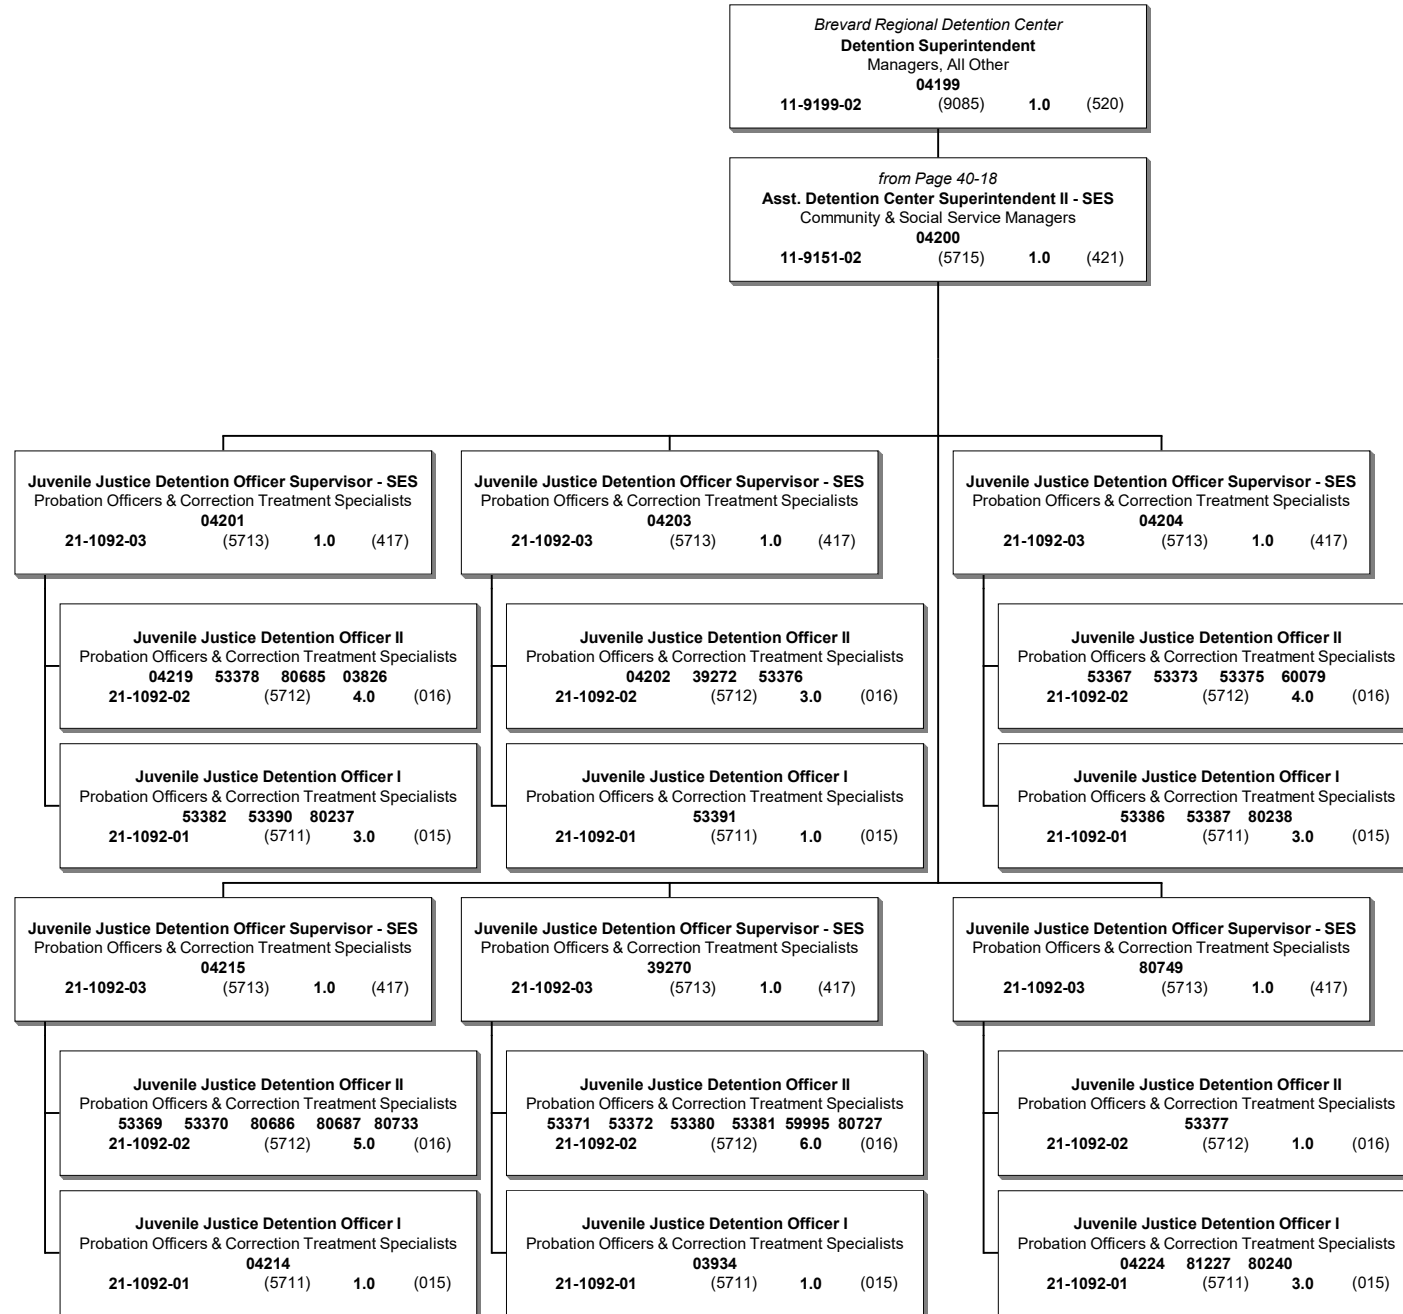 Brevard Regional Detention Center
Detention Superintendent
Managers, All Other
04199
11-9199-02 (9085) 1.0 (520)
from Page 40-18
Asst. Detention Center Superintendent II - SES
Community & Social Service Managers
04200
11-9151-02 (5715) 1.0 (421)
Juvenile Justice Detention Officer Supervisor - SES
Probation Officers & Correction Treatment Specialists
04201
21-1092-03 (5713) 1.0 (417)
Juvenile Justice Detention Officer II
Probation Officers & Correction Treatment Specialists
04219 53378 80685 03826
21-1092-02 (5712) 4.0 (016)
Juvenile Justice Detention Officer I
Probation Officers & Correction Treatment Specialists
53382 53390 80237
21-1092-01 (5711) 3.0 (015)
Juvenile Justice Detention Officer Supervisor - SES
Probation Officers & Correction Treatment Specialists
04203
21-1092-03 (5713) 1.0 (417)
Juvenile Justice Detention Officer II
Probation Officers & Correction Treatment Specialists
04202 39272 53376
21-1092-02 (5712) 3.0 (016)
Juvenile Justice Detention Officer I
Probation Officers & Correction Treatment Specialists
53391
21-1092-01 (5711) 1.0 (015)
Juvenile Justice Detention Officer Supervisor - SES
Probation Officers & Correction Treatment Specialists
04204
21-1092-03 (5713) 1.0 (417)
Juvenile Justice Detention Officer II
Probation Officers & Correction Treatment Specialists
53367 53373 53375 60079
21-1092-02 (5712) 4.0 (016)
Juvenile Justice Detention Officer I
Probation Officers & Correction Treatment Specialists
53386 53387 80238
21-1092-01 (5711) 3.0 (015)
Juvenile Justice Detention Officer Supervisor - SES
Probation Officers & Correction Treatment Specialists
04215
21-1092-03 (5713) 1.0 (417)
Juvenile Justice Detention Officer II
Probation Officers & Correction Treatment Specialists
53369 53370 80686 80687 80733
21-1092-02 (5712) 5.0 (016)
Juvenile Justice Detention Officer I
Probation Officers & Correction Treatment Specialists
04214
21-1092-01 (5711) 1.0 (015)
Juvenile Justice Detention Officer Supervisor - SES
Probation Officers & Correction Treatment Specialists
39270
21-1092-03 (5713) 1.0 (417)
Juvenile Justice Detention Officer II
Probation Officers & Correction Treatment Specialists
53371 53372 53380 53381 59995 80727
21-1092-02 (5712) 6.0 (016)
Juvenile Justice Detention Officer I
Probation Officers & Correction Treatment Specialists
03934
21-1092-01 (5711) 1.0 (015)
Juvenile Justice Detention Officer Supervisor - SES
Probation Officers & Correction Treatment Specialists
80749
21-1092-03 (5713) 1.0 (417)
Juvenile Justice Detention Officer II
Probation Officers & Correction Treatment Specialists
53377
21-1092-02 (5712) 1.0 (016)
Juvenile Justice Detention Officer I
Probation Officers & Correction Treatment Specialists
04224 81227 80240
21-1092-01 (5711) 3.0 (015)